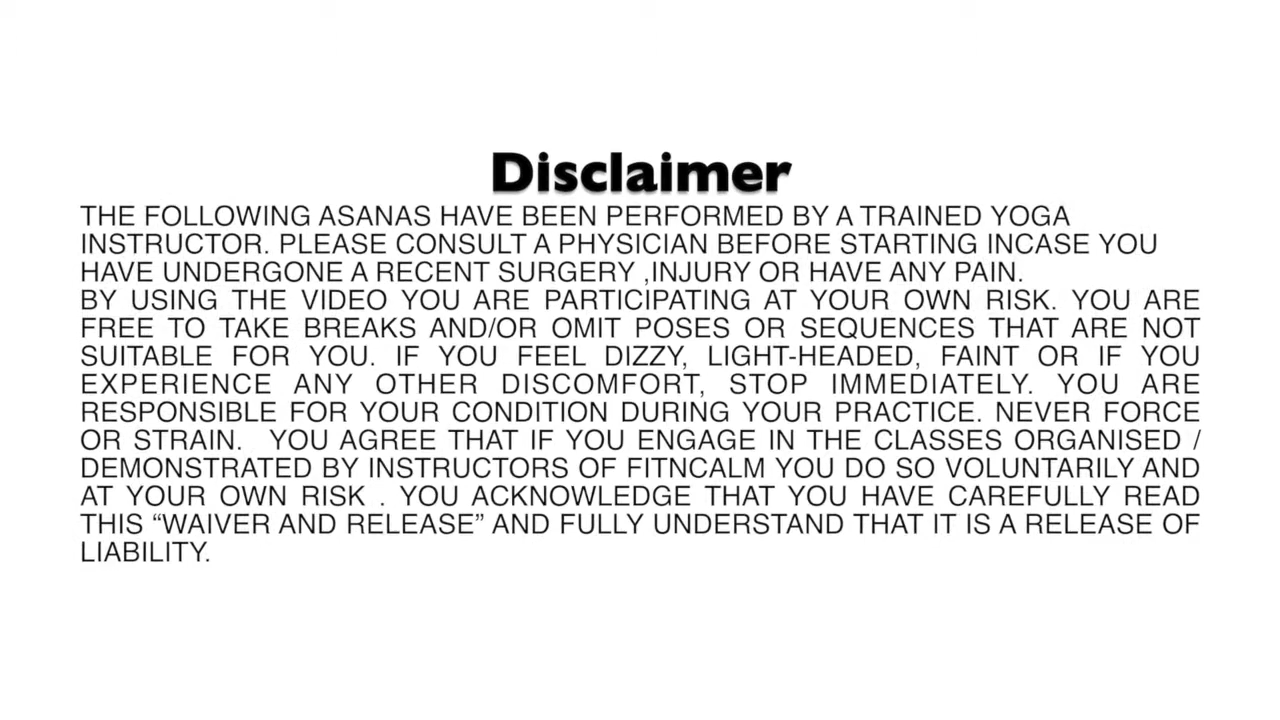 Disclaimer
THE FOLLOWING ASANAS HAVE BEEN PERFORMED BY A TRAINED YOGA
INSTRUCTOR. PLEASE CONSULT A PHYSICIAN BEFORE STARTING INCASE YOU
HAVE UNDERGONE A RECENT SURGERY ,INJURY OR HAVE ANY PAIN.
BY USING THE VIDEO YOU ARE PARTICIPATING AT YOUR OWN RISK. YOU ARE
FREE TO TAKE BREAKS AND/OR OMIT POSES OR SEQUENCES THAT ARE NOT
SUITABLE FOR YOU. IF YOU FEEL DIZZY, LIGHT-HEADED, FAINT OR IF YOU
EXPERIENCE ANY OTHER DISCOMFORT, STOP IMMEDIATELY. YOU ARE
RESPONSIBLE FOR YOUR CONDITION DURING YOUR PRACTICE. NEVER FORCE
OR STRAIN.  YOU AGREE THAT IF YOU ENGAGE IN THE CLASSES ORGANISED /
DEMONSTRATED BY INSTRUCTORS OF FITNCALM YOU DO SO VOLUNTARILY AND
AT YOUR OWN RISK . YOU ACKNOWLEDGE THAT YOU HAVE CAREFULLY READ
THIS “WAIVER AND RELEASE” AND FULLY UNDERSTAND THAT IT IS A RELEASE OF
LIABILITY.